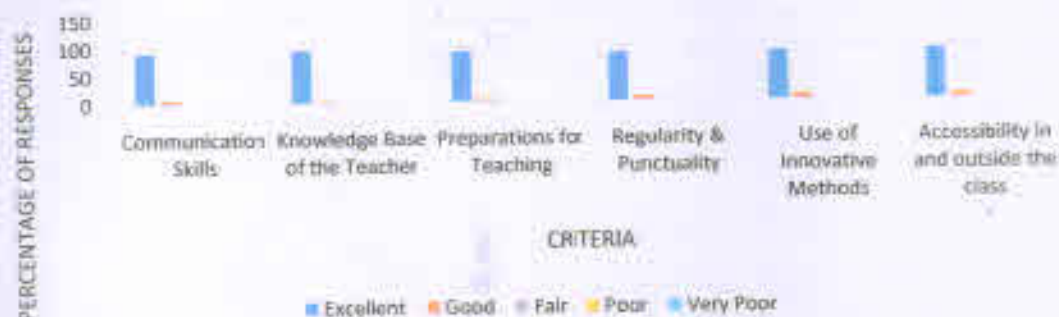 PERCENTAGE OF RESPONSES
150
100
50
0
Communication Skills
Knowledge Base of the Teacher
Preparations for Teaching
Regularity & Punctuality
Use of Innovative Methods
Accessibility in and outside the class
CRITERIA
Excellent Good Fair Poor Very Poor